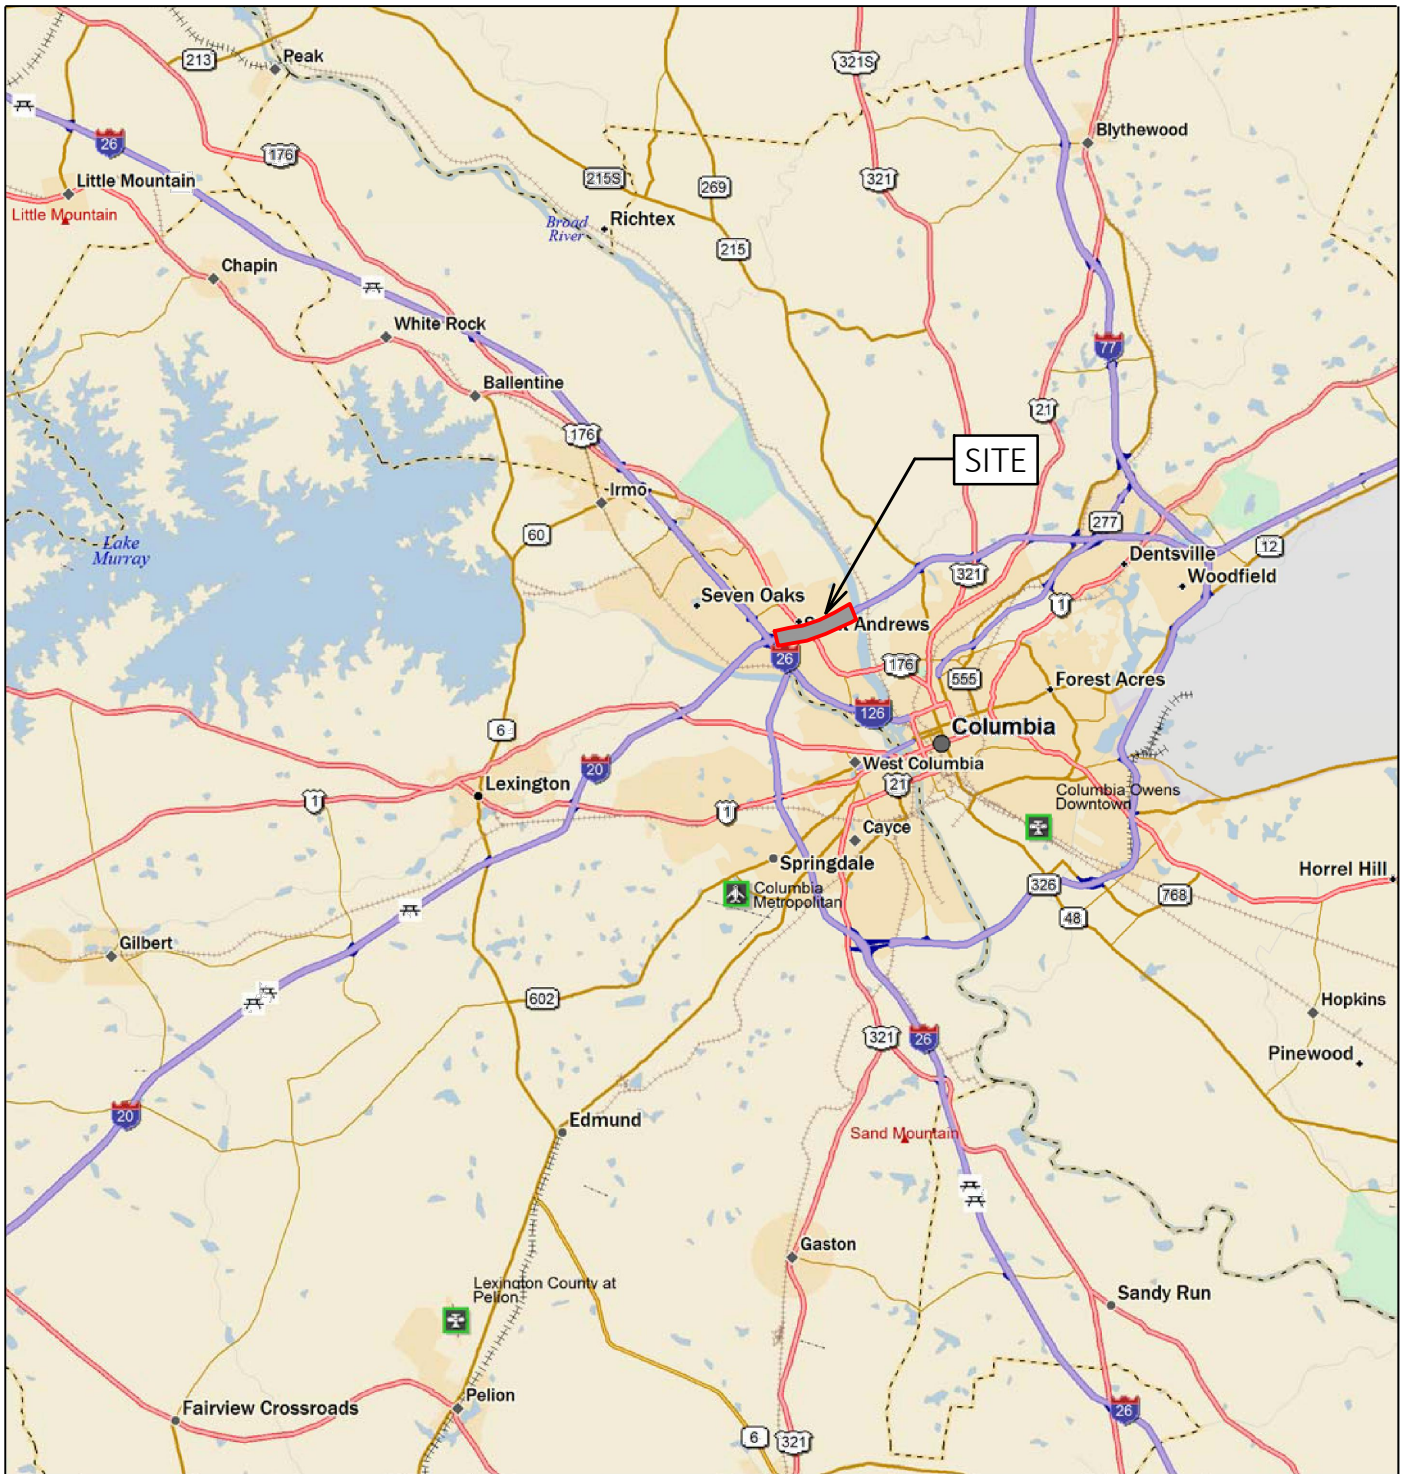 Peak
213
321S
Blythewood
26
176
Little Mountain
Little Mountain
215S
269
321
Broad
River
Richtex
215
Chapin
White Rock
77
Ballentine
21
176
SITE
Irmo
60
277
12
Lake
Murray
Dentsville
321
Woodfield
1
Seven Oaks
Andrews
26
176
555
Forest Acres
126
6
Columbia
West Columbia
20
Lexington
21
Columbia Owens
Downtown
1
1
Cayce
Springdale
Horrel Hill
Columbia
Metropolitan
326
768
48
Gilbert
602
Hopkins
321
26
Pinewood
20
Edmund
Sand Mountain
Gaston
Lexington County at
Pelion
Sandy Run
Pelion
Fairview Crossroads
26
6
321